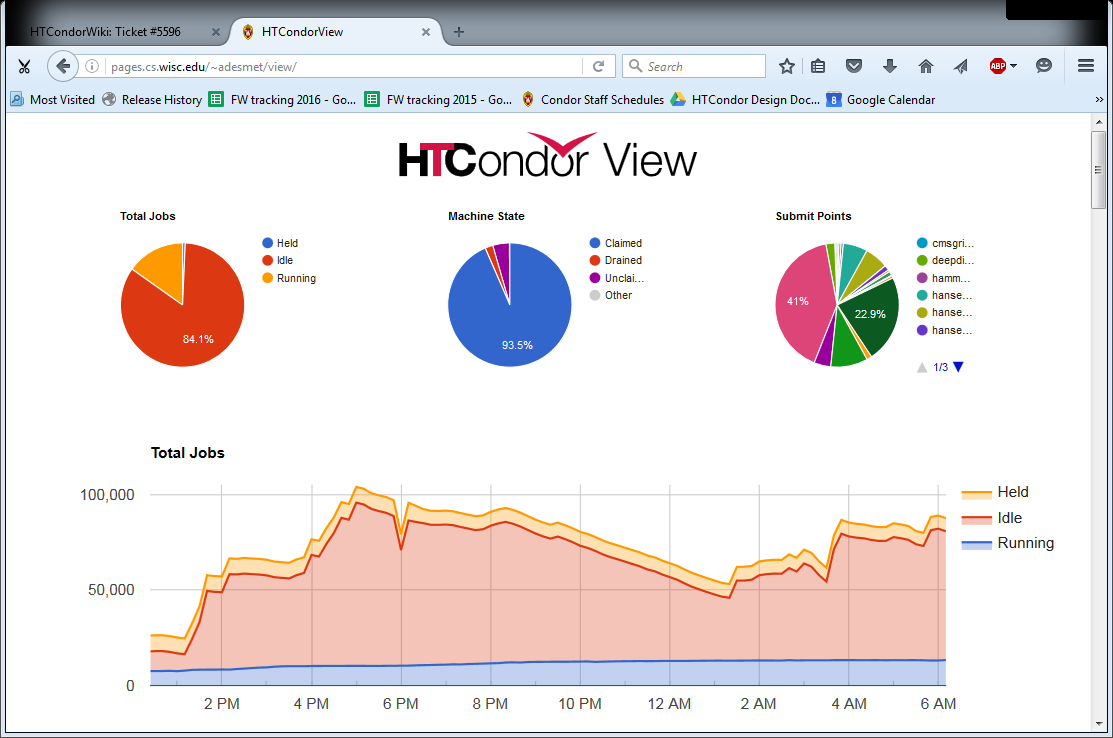 HTCondorWiki: Ticket #5596 HTCondorView
pages.cs.wisc.edu/~adesmet/view/ Search ABP
Most Visited Release History FW tracking 2016 - Go... FW tracking 2015 - Go... Condor Staff Schedules HTCondor Design Doc... 8 Google Calendar »
HTCondor View
Total Jobs
Held
Idle
Running
84.1%
Machine State
Claimed
Drained
Unclai...
Other
93.5%
Submit Points
cmsgri...
deepdi...
hamm...
hanse...
hanse...
hanse...
41%
22.9%
1/3
Total Jobs
100,000
50,000
0
2 PM 4 PM 6 PM 8 PM 10 PM 12 AM 2 AM 4 AM 6 AM
Held
Idle
Running